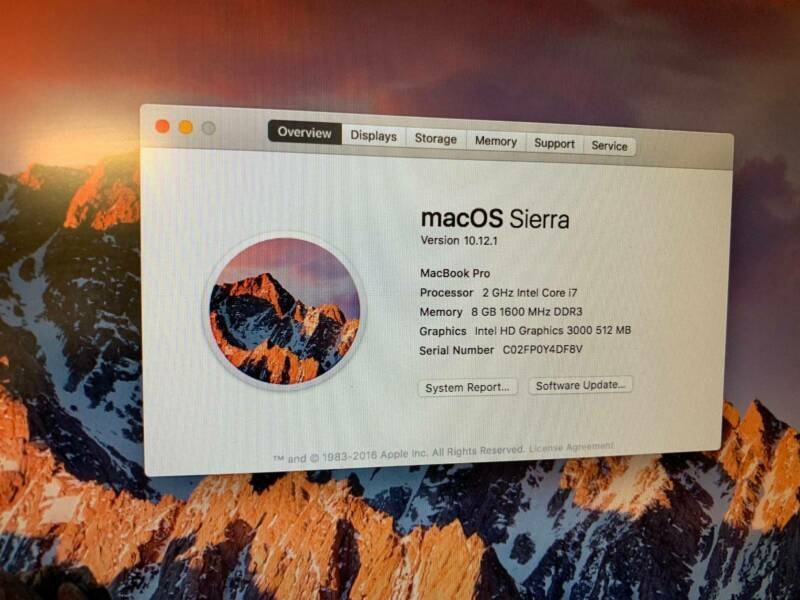 Overview Displays Storage Memory Support Service
macOS Sierra
Version 10.12.1
MacBook Pro
Processor 2 GHz Intel Core i7
Memory 8 GB 1600 MHz DDR3
Graphics Intel HD Graphics 3000 512 MB
Serial Number C02FP0Y4DF8V
System Report... Software Update...
™ and © 1983-2016 Apple Inc. All Rights Reserved. License Agreement